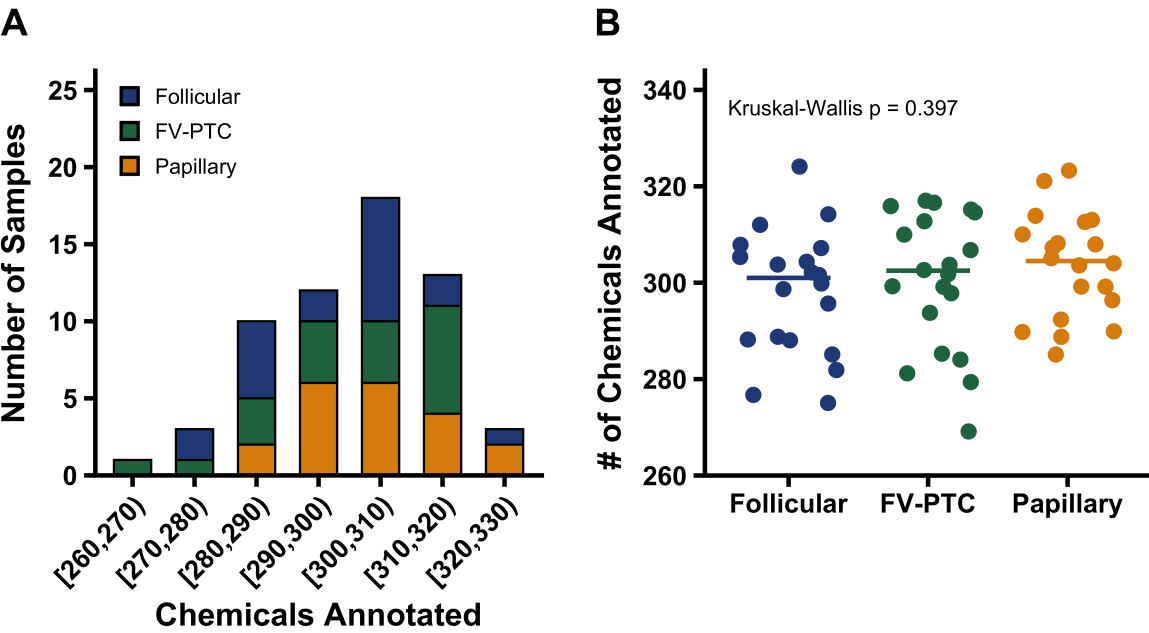 A
Number of Samples
25
20
15
10
5
0
Follicular
FV-PTC
Papillary
[260,270)
[270,280)
[280,290)
[290,300)
[300,310)
[310,320)
[320,330)
Chemicals Annotated
B
# of Chemicals Annotated
340
320
300
280
260
Kruskal-Wallis p = 0.397
Follicular
FV-PTC
Papillary